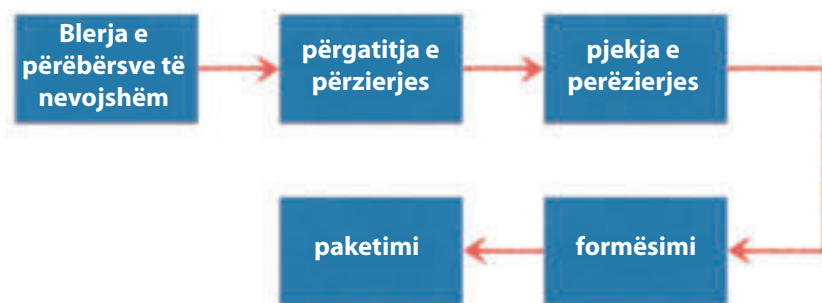 Blerja e
përëbërsve të
nevojshëm
përgatitja e
përzierjes
pjekja e
perëzierjes
formësimi
paketimi